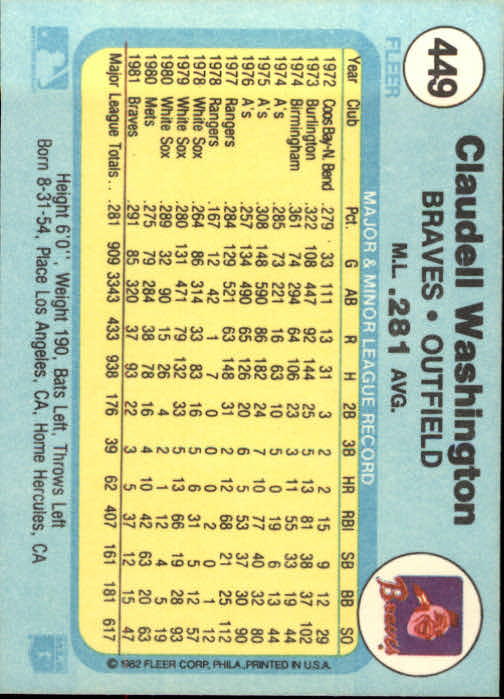 449
FLEER
Claudell Washington
BRAVES • OUTFIELD
M.L. .281 AVG.
Braves
MAJOR & MINOR LEAGUE RECORD
Year Club Pct. G AB R H 2B 3B HR RBI SB BB SO
1972 Coos Bay-N. Bend .279 33 111 13 31 3 2 2 15 9 12 29
1973 Burlington .322 108 447 92 144 25 5 13 81 38 37 102
1974 Birmingham .361 74 294 64 106 23 3 11 55 33 44 44
1974 A's .285 73 221 16 63 10 5 0 19 6 13 44
1975 A's .308 148 590 86 182 24 7 10 77 40 32 80
1976 A's .257 134 490 65 126 20 6 5 53 37 30 90
1977 Rangers .284 129 521 63 148 31 2 12 68 21 25 112
1978 Rangers .167 12 42 1 7 0 0 0 2 0 1 12
1978 White Sox .264 86 314 33 83 16 5 6 31 5 12 57
1979 White Sox .280 131 471 79 132 33 5 13 66 19 28 93
1980 White Sox .289 32 90 15 26 4 2 1 12 4 5 19
1980 Mets .275 79 284 38 78 16 4 10 42 17 20 63
1981 Braves .291 85 320 37 93 22 3 5 37 12 15 47
Major League Totals . . . .281 909 3343 433 938 176 39 62 407 161 181 617
© 1982 FLEER CORP., PHILA., PRINTED IN U.S.A.
Height 6'0", Weight 190, Bats Left, Throws Left
Born 8-31-54, Place Los Angeles, CA, Home Hercules, CA